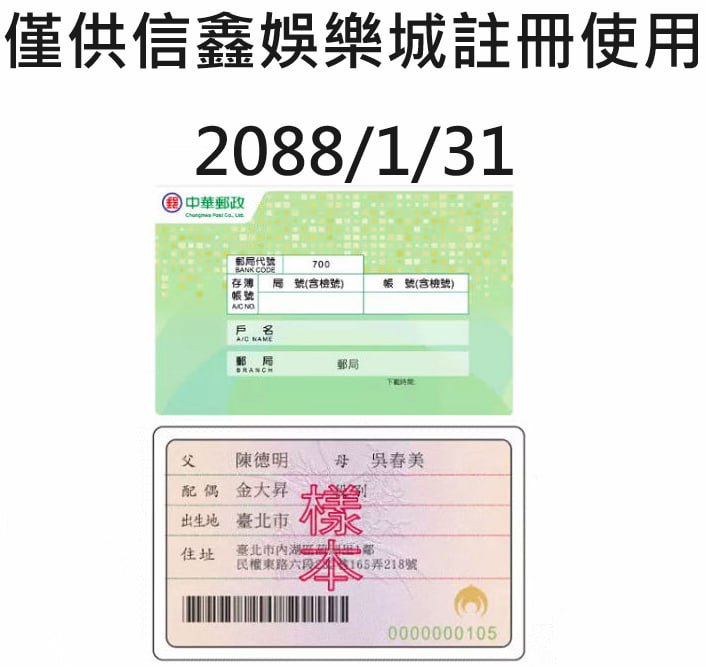 僅供信鑫娛樂城註冊使用
2088/1/31
中華郵政
Chunghwa Post Co., Ltd.
郵局代號 700
BANK CODE
存簿 局 號(含檢號) 帳 號(含檢號)
帳號
A/C NO.
戶 名
A/C NAME
郵 局 郵局
BRANCH
下載時間:
父 陳德明 母 吳春美
配偶 金大昇 役別
出生地 臺北市
住址 臺北市內湖區 鄰
民權東路六段 165弄218號
樣本
0000000105